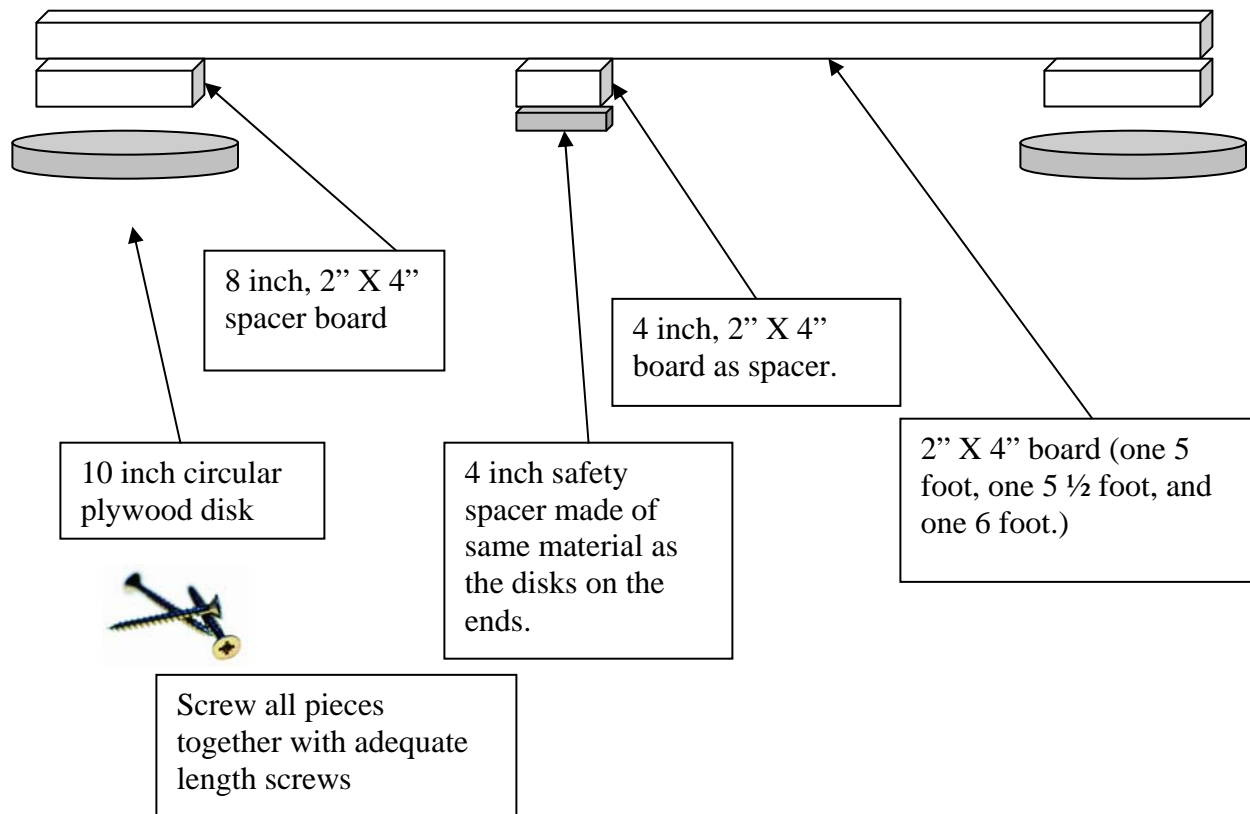 8 inch, 2” X 4”
spacer board
4 inch, 2” X 4”
board as spacer.
10 inch circular
plywood disk
4 inch safety
spacer made of
same material as
the disks on the
ends.
2” X 4” board (one 5
foot, one 5 ½ foot, and
one 6 foot.)
Screw all pieces
together with adequate
length screws